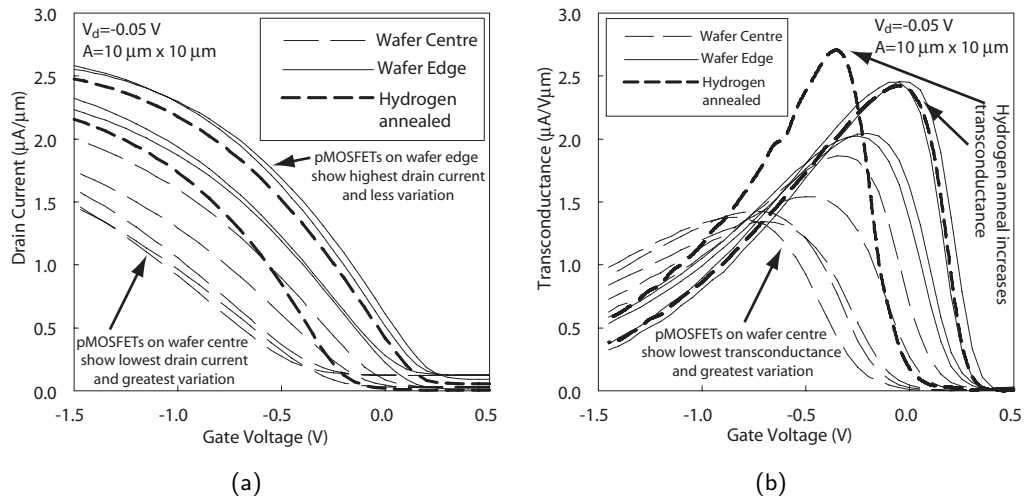 3.0
2.5
2.0
1.5
1.0
0.5
0.0
-1.5
-1.0
-0.5
0.0
0.5
Drain Current (μA/μm)
Gate Voltage (V)
Vd=-0.05 V
A=10 μm x 10 μm
Wafer Centre
Wafer Edge
Hydrogen
annealed
pMOSFETs on wafer edge
show highest drain current
and less variation
pMOSFETs on wafer centre
show lowest drain current
and greatest variation
(a)
3.0
2.5
2.0
1.5
1.0
0.5
0.0
-1.5
-1.0
-0.5
0.0
0.5
Transconductance (μA/Vμm)
Gate Voltage (V)
Wafer Centre
Wafer Edge
Hydrogen
annealed
Vd=-0.05 V
A=10 μm x 10 μm
Hydrogen anneal increases
transconductance
pMOSFETs on wafer centre
show lowest transconductance
and greatest variation
(b)